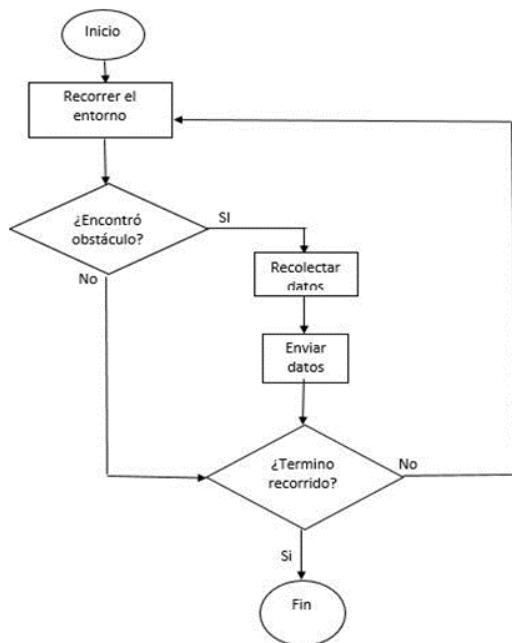 Inicio
Recorrer el
entorno
¿Encontró
obstáculo?
SI
No
Recolectar
datos
Enviar
datos
¿Termino
recorrido?
No
Si
Fin